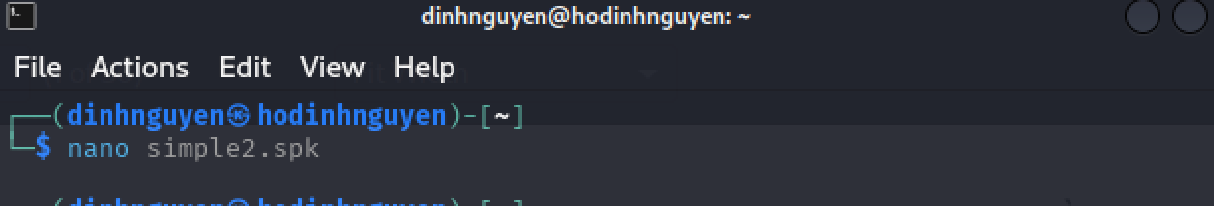 dinhnguyen@hodinhnguyen: ~
File Actions Edit View Help
┌──(dinhnguyen㉿hodinhnguyen)-[~]
└─$ nano simple2.spk